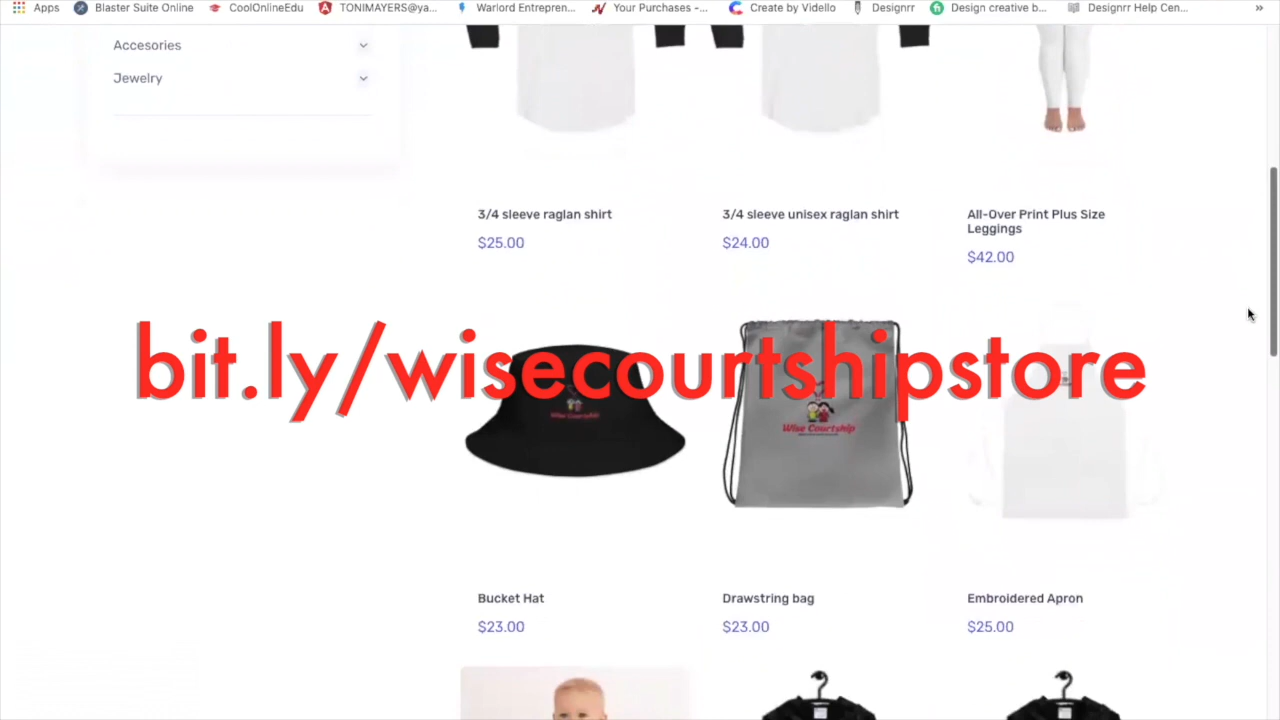 Apps Blaster Suite Online CoolOnlineEdu TONIMAYERS@ya... Warlord Entrepren... Your Purchases -... Create by Vidello Designrr Design creative b... Designrr Help Cen... »
Accesories
Jewelry
3/4 sleeve raglan shirt
$25.00
3/4 sleeve unisex raglan shirt
$24.00
All-Over Print Plus Size
Leggings
$42.00
bit.ly/wisecourtshipstore
Wise Courtship
Wise Courtship
Bucket Hat
$23.00
Drawstring bag
$23.00
Embroidered Apron
$25.00